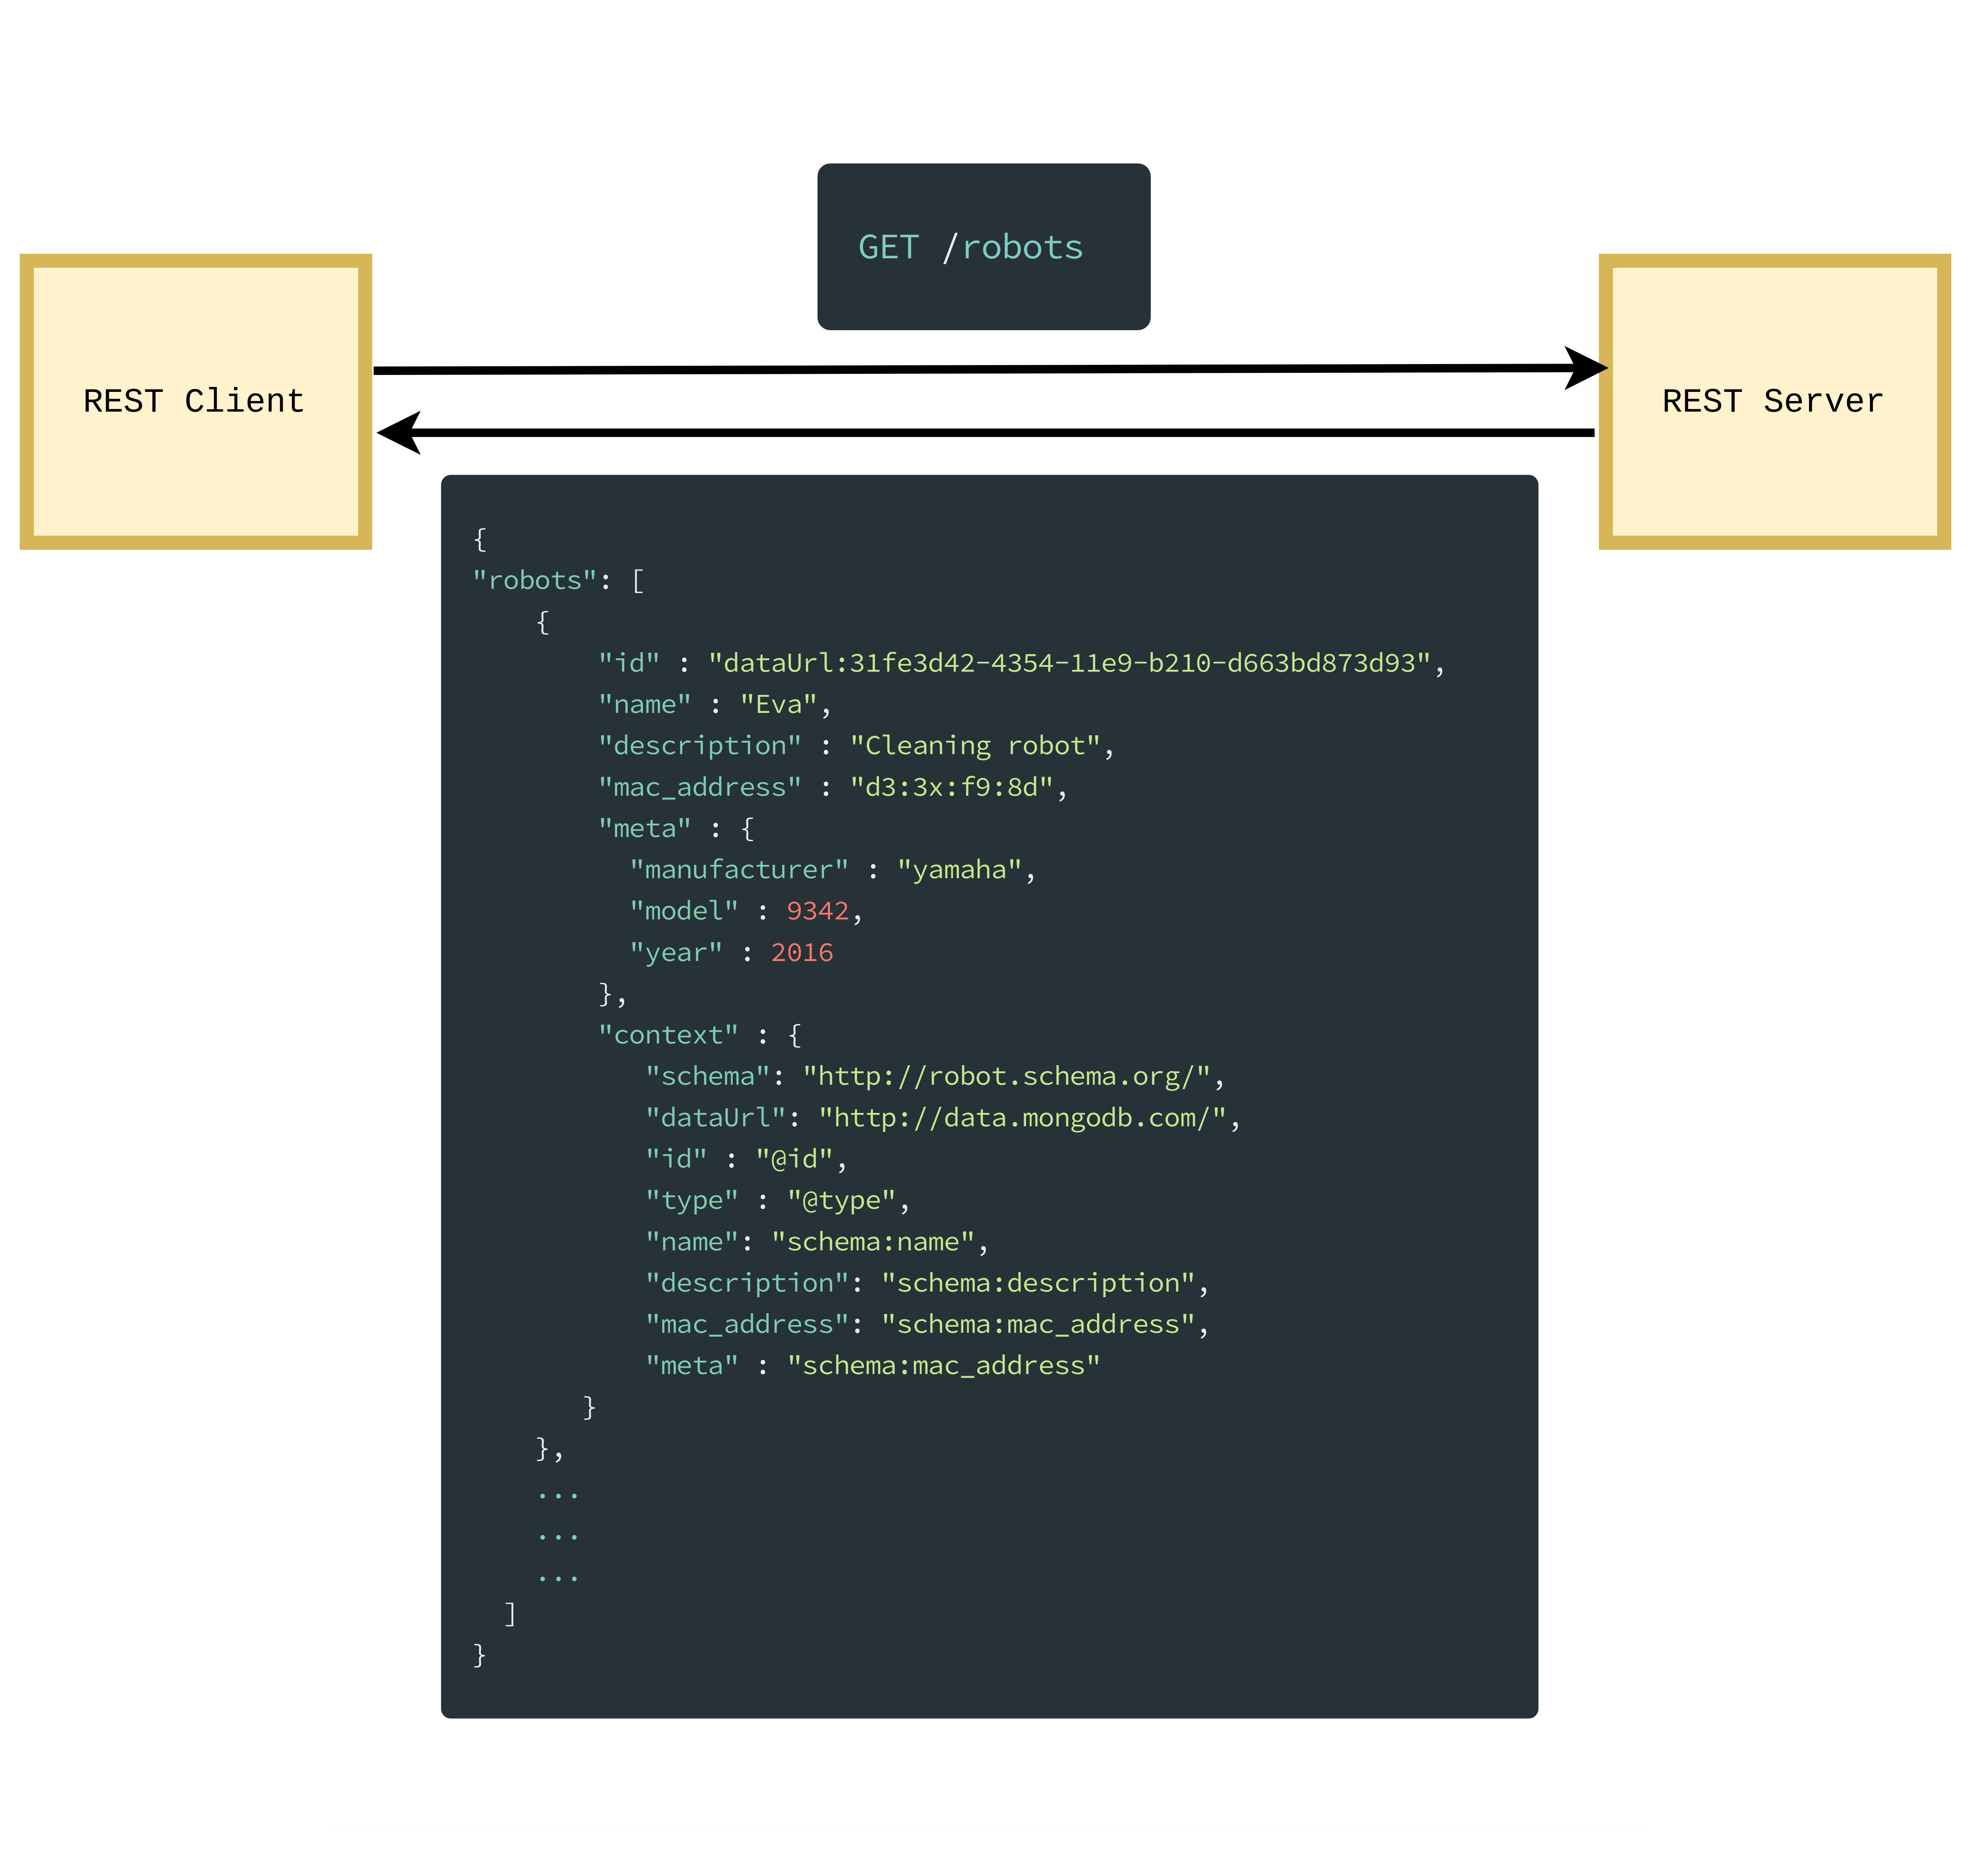 GET /robots
REST Client
REST Server
{
"robots": [
    {
        "id" : "dataUrl:31fe3d42-4354-11e9-b210-d663bd873d93",
        "name" : "Eva",
        "description" : "Cleaning robot",
        "mac_address" : "d3:3x:f9:8d",
        "meta" : {
          "manufacturer" : "yamaha",
          "model" : 9342,
          "year" : 2016
        },
        "context" : {
           "schema": "http://robot.schema.org/",
           "dataUrl": "http://data.mongodb.com/",
           "id" : "@id",
           "type" : "@type",
           "name": "schema:name",
           "description": "schema:description",
           "mac_address": "schema:mac_address",
           "meta" : "schema:mac_address"
       }
    },
    ...
    ...
    ...
  ]
}